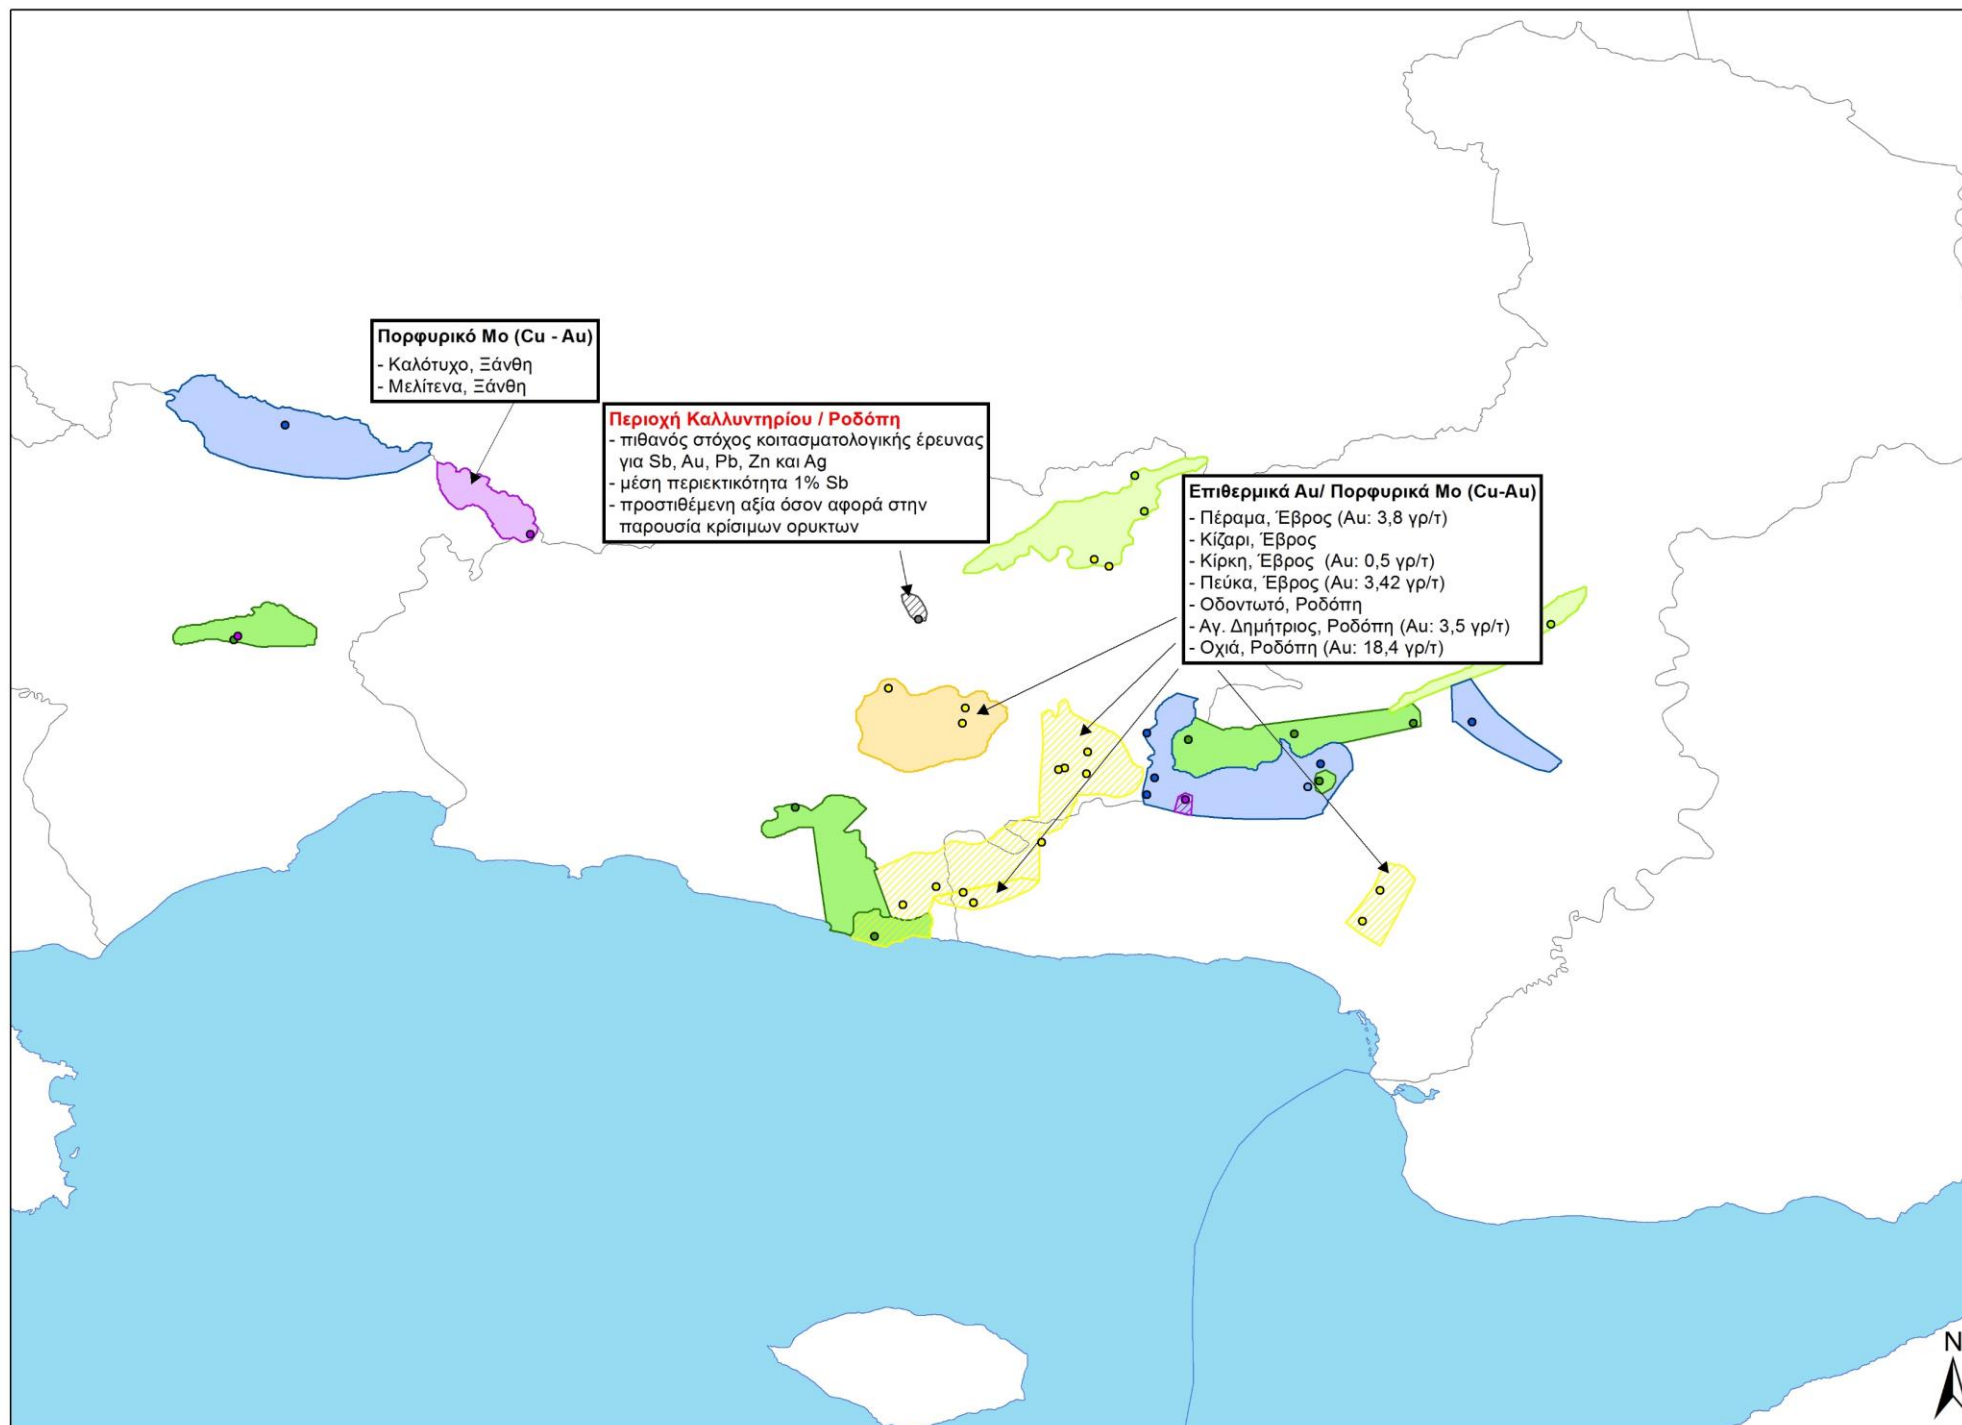 Πορφυρικό Mo (Cu - Au)
- Καλότυχο, Ξάνθη
- Μελίτενα, Ξάνθη
Περιοχή Καλλυντηρίου / Ροδόπη
- πιθανός στόχος κοιτασματολογικής έρευνας
για Sb, Au, Pb, Zn και Ag
- μέση περιεκτικότητα 1% Sb
- προστιθέμενη αξία όσον αφορά στην
παρουσία κρίσιμων ορυκτων
Επιθερμικά Au/ Πορφυρικά Mo (Cu-Au)
- Πέραμα, Έβρος (Au: 3,8 γρ/τ)
- Κίζαρι, Έβρος
- Κίρκη, Έβρος (Au: 0,5 γρ/τ)
- Πεύκα, Έβρος (Au: 3,42 γρ/τ)
- Οδοντωτό, Ροδόπη
- Αγ. Δημήτριος, Ροδόπη (Au: 3,5 γρ/τ)
- Οχιά, Ροδόπη (Au: 18,4 γρ/τ)
N